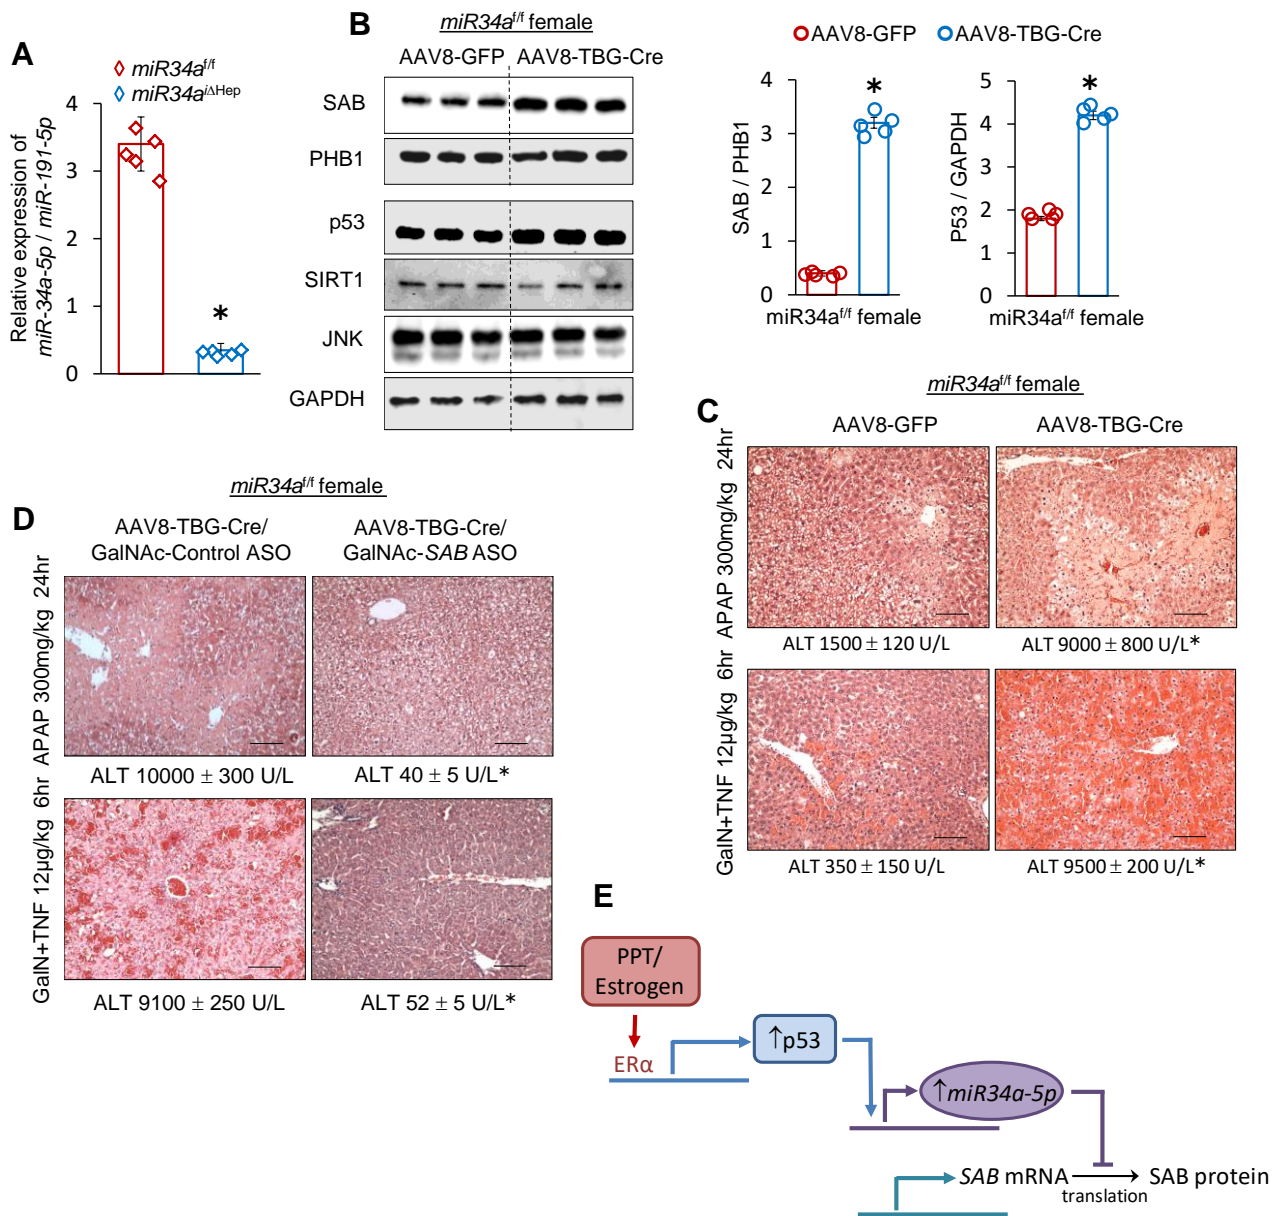 A
miR34a^f/f
miR34a^iΔHep
Relative expression of
miR-34a-5p / miR-191-5p
4
3
2
1
0
*
B
miR34a^f/f female
AAV8-GFP
AAV8-TBG-Cre
SAB
PHB1
p53
SIRT1
JNK
GAPDH
AAV8-GFP
AAV8-TBG-Cre
SAB / PHB1
4
3
2
1
0
*
miR34a^f/f female
P53 / GAPDH
5
4
3
2
1
0
*
miR34a^f/f female
C
miR34a^f/f female
AAV8-GFP
AAV8-TBG-Cre
APAP 300mg/kg 24hr
ALT 1500 ± 120 U/L
ALT 9000 ± 800 U/L*
GalN+TNF 12µg/kg 6hr
ALT 350 ± 150 U/L
ALT 9500 ± 200 U/L*
D
miR34a^f/f female
AAV8-TBG-Cre/
GalNAc-Control ASO
AAV8-TBG-Cre/
GalNAc-SAB ASO
APAP 300mg/kg 24hr
ALT 10000 ± 300 U/L
ALT 40 ± 5 U/L*
GalN+TNF 12µg/kg 6hr
ALT 9100 ± 250 U/L
ALT 52 ± 5 U/L*
E
PPT/
Estrogen
ERα
↑p53
↑miR34a-5p
SAB mRNA
translation
SAB protein